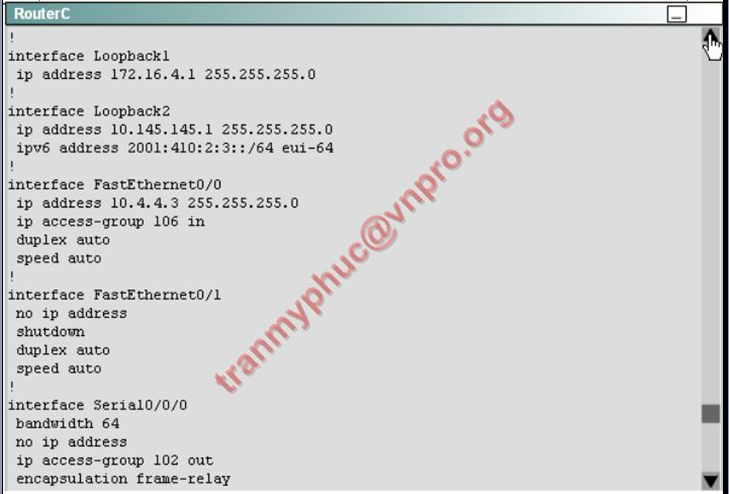 RouterC
!
interface Loopback1
ip address 172.16.4.1 255.255.255.0
!
interface Loopback2
ip address 10.145.145.1 255.255.255.0
ipv6 address 2001:410:2:3::/64 eui-64
!
interface FastEthernet0/0
ip address 10.4.4.3 255.255.255.0
ip access-group 106 in
duplex auto
speed auto
!
interface FastEthernet0/1
no ip address
shutdown
duplex auto
speed auto
!
interface Serial0/0/0
bandwidth 64
no ip address
ip access-group 102 out
encapsulation frame-relay
tranmyphuc@vnpro.org